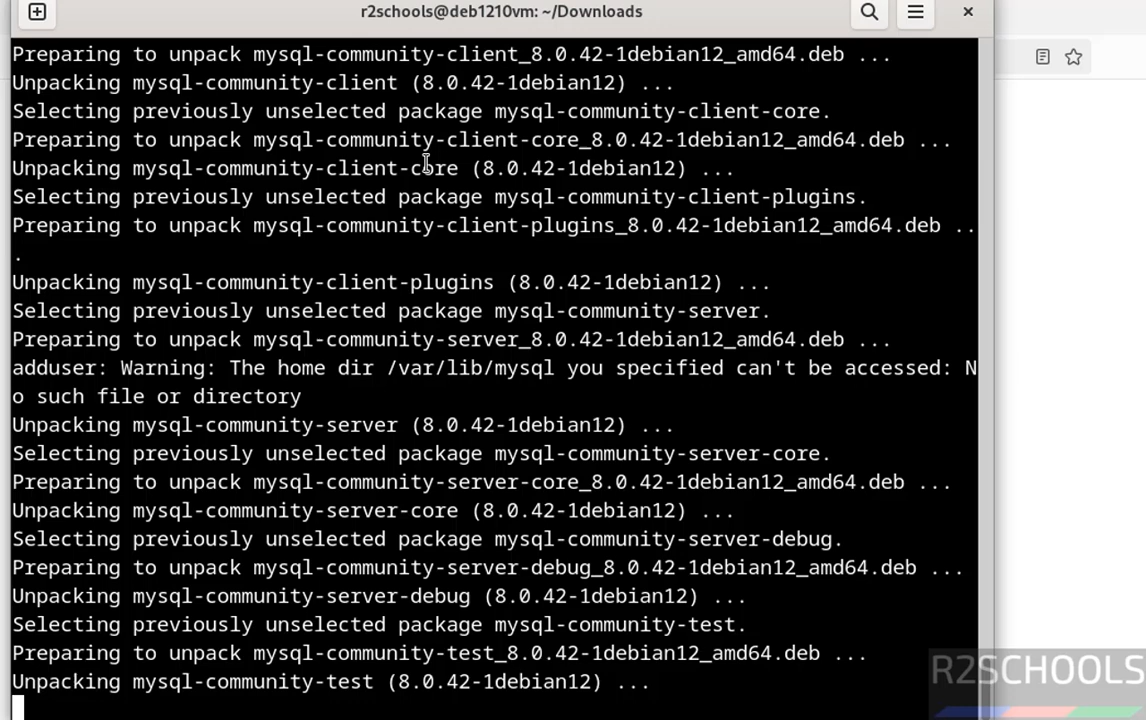 r2schools@deb1210vm: ~/Downloads
Preparing to unpack mysql-community-client_8.0.42-1debian12_amd64.deb ...
Unpacking mysql-community-client (8.0.42-1debian12) ...
Selecting previously unselected package mysql-community-client-core.
Preparing to unpack mysql-community-client-core_8.0.42-1debian12_amd64.deb ...
Unpacking mysql-community-client-core (8.0.42-1debian12) ...
Selecting previously unselected package mysql-community-client-plugins.
Preparing to unpack mysql-community-client-plugins_8.0.42-1debian12_amd64.deb ..
.
Unpacking mysql-community-client-plugins (8.0.42-1debian12) ...
Selecting previously unselected package mysql-community-server.
Preparing to unpack mysql-community-server_8.0.42-1debian12_amd64.deb ...
adduser: Warning: The home dir /var/lib/mysql you specified can't be accessed: N
o such file or directory
Unpacking mysql-community-server (8.0.42-1debian12) ...
Selecting previously unselected package mysql-community-server-core.
Preparing to unpack mysql-community-server-core_8.0.42-1debian12_amd64.deb ...
Unpacking mysql-community-server-core (8.0.42-1debian12) ...
Selecting previously unselected package mysql-community-server-debug.
Preparing to unpack mysql-community-server-debug_8.0.42-1debian12_amd64.deb ...
Unpacking mysql-community-server-debug (8.0.42-1debian12) ...
Selecting previously unselected package mysql-community-test.
Preparing to unpack mysql-community-test_8.0.42-1debian12_amd64.deb ...
Unpacking mysql-community-test (8.0.42-1debian12) ...
R2SCHOOLS